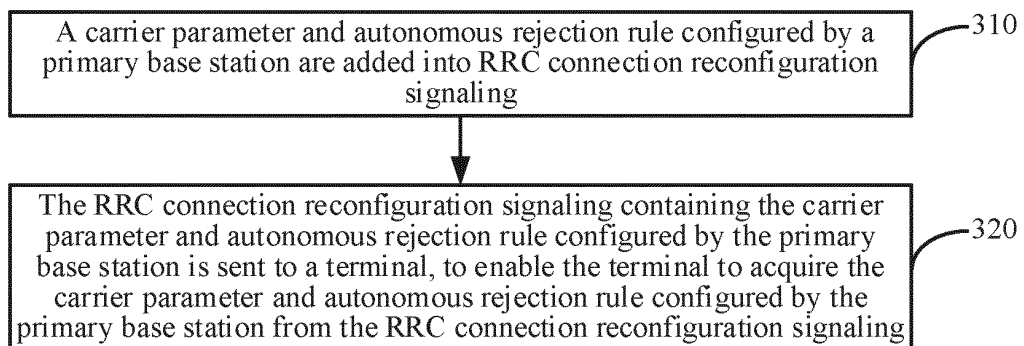 A carrier parameter and autonomous rejection rule configured by a
primary base station are added into RRC connection reconfiguration
signaling
310
The RRC connection reconfiguration signaling containing the carrier
parameter and autonomous rejection rule configured by the primary
base station is sent to a terminal, to enable the terminal to acquire the
carrier parameter and autonomous rejection rule configured by the
primary base station from the RRC connection reconfiguration signaling
320